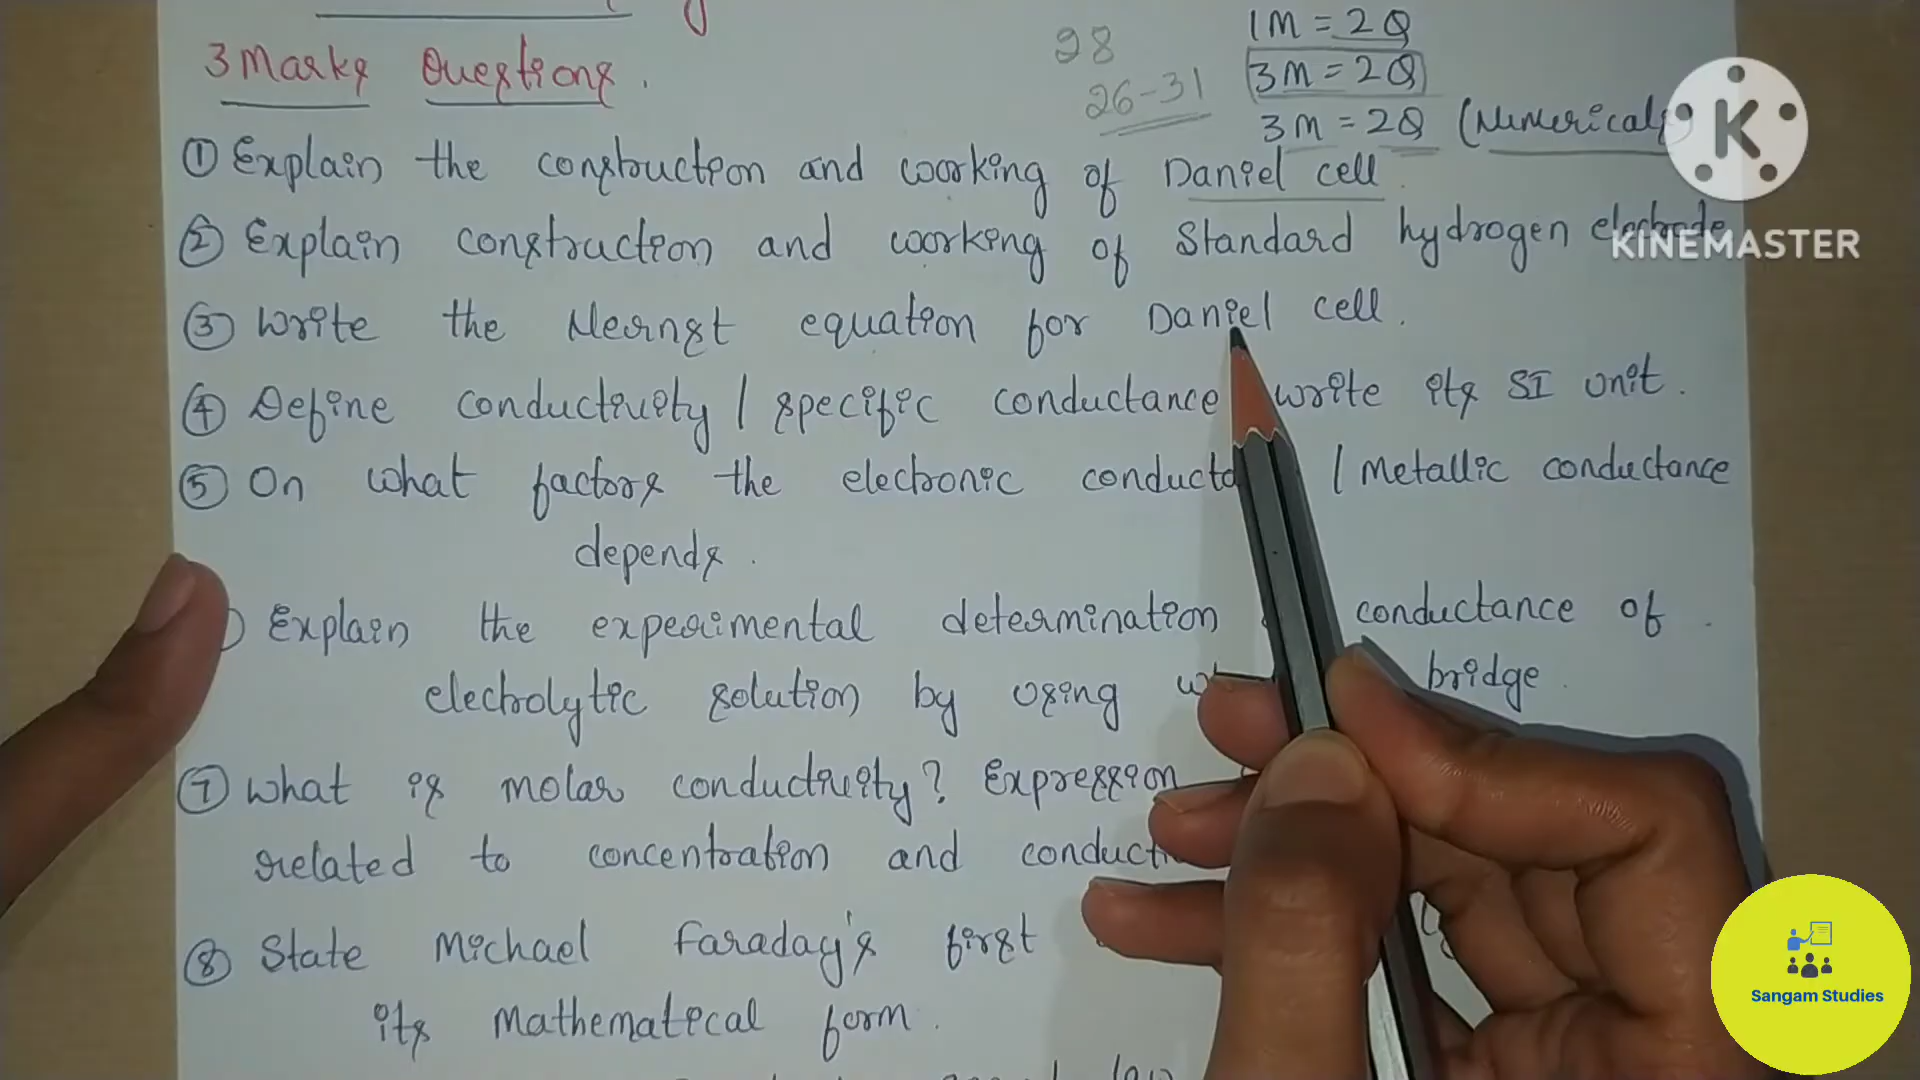 28
1M = 2Q
3 Marks Questions.
26-31
3M = 2Q
3M = 2Q (Numericals)
① Explain the construction and working of Daniel cell.
② Explain construction and working of Standard hydrogen electrode
KINEMASTER
③ Write the Nernst equation for Daniel cell.
④ Define conductivity / specific conductance write its SI unit.
⑤ On what factors the electronic / Metallic conductance
depends.
Explain the experimental determination conductance of
electrolytic solution by using bridge.
⑦ What is molar conductivity? Expression
related to concentration and
⑧ State Michael Faraday's first
its Mathematical form.
law
Sangam Studies